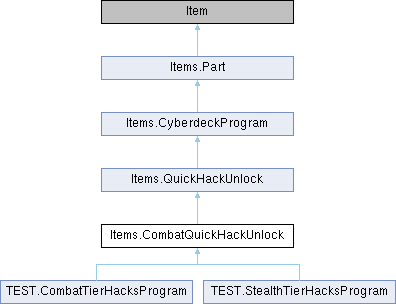 Item
Items.Part
Items.CyberdeckProgram
Items.QuickHackUnlock
Items.CombatQuickHackUnlock
TEST.CombatTierHacksProgram
TEST.StealthTierHacksProgram